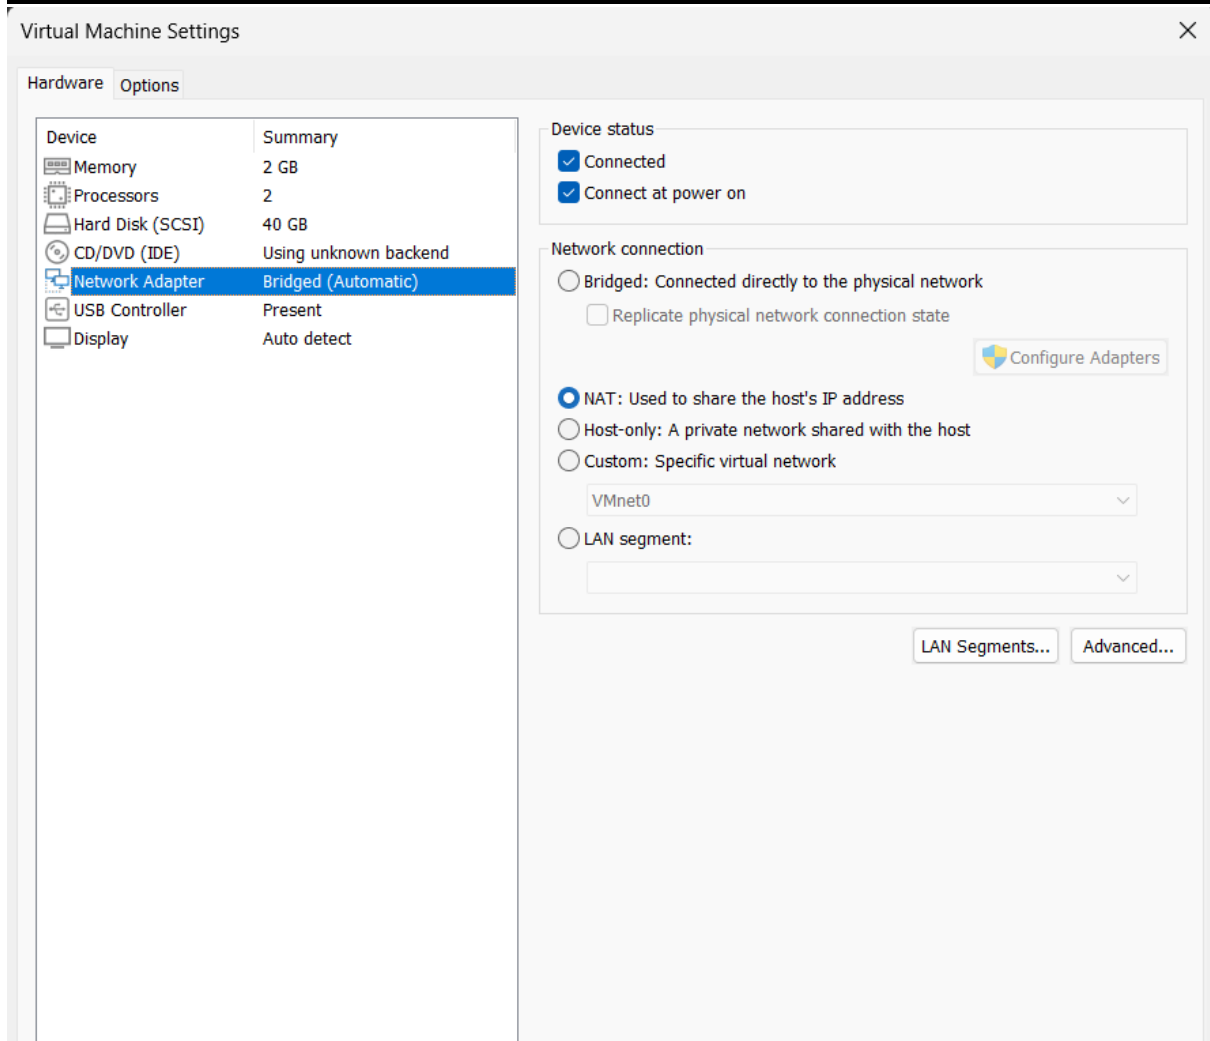 Virtual Machine Settings
Hardware Options
Device Summary
Memory 2 GB
Processors 2
Hard Disk (SCSI) 40 GB
CD/DVD (IDE) Using unknown backend
Network Adapter Bridged (Automatic)
USB Controller Present
Display Auto detect
Device status
Connected
Connect at power on
Network connection
Bridged: Connected directly to the physical network
Replicate physical network connection state
Configure Adapters
NAT: Used to share the host's IP address
Host-only: A private network shared with the host
Custom: Specific virtual network
VMnet0
LAN segment:
LAN Segments... Advanced...